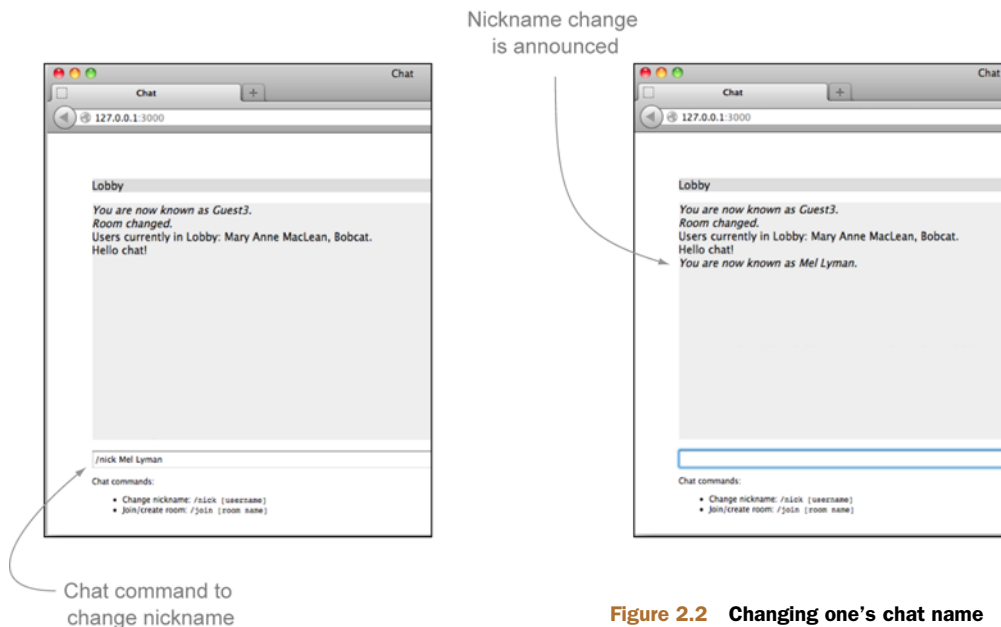 Nickname change
is announced
Chat
Chat
+
127.0.0.1:3000
Lobby
You are now known as Guest3.
Room changed.
Users currently in Lobby: Mary Anne MacLean, Bobcat.
Hello chat!
/nick Mel Lyman
Chat commands:
• Change nickname: /nick [username]
• Join/create room: /join [room name]
Chat command to
change nickname
Chat
Chat
+
127.0.0.1:3000
Lobby
You are now known as Guest3.
Room changed.
Users currently in Lobby: Mary Anne MacLean, Bobcat.
Hello chat!
You are now known as Mel Lyman.
Chat commands:
• Change nickname: /nick [username]
• Join/create room: /join [room name]
Figure 2.2 Changing one's chat name